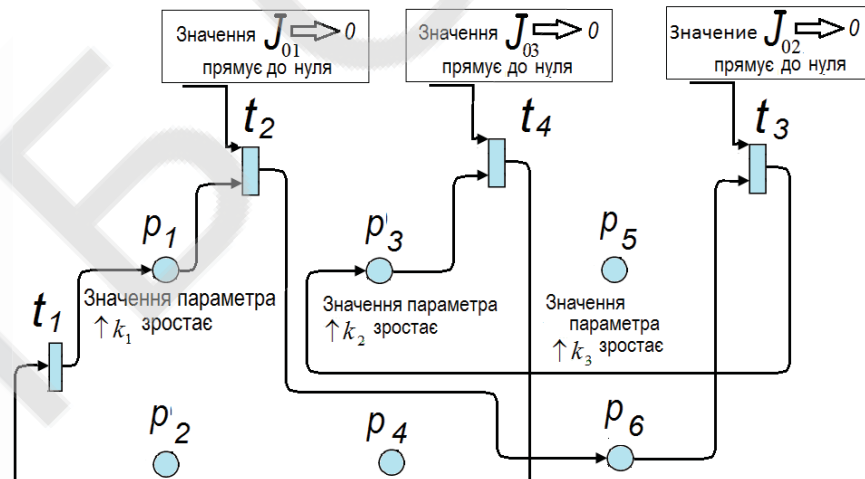 Значення J₀₁ ⇒ 0
прямує до нуля
Значення J₀₃ ⇒ 0
прямує до нуля
Значение J₀₂ ⇒ 0
прямує до нуля
t₂
t₄
t₃
p₁
p'₃
p₅
Значення параметра
↑k₁ зростає
Значення параметра
↑k₂ зростає
Значення
параметра
↑k₃ зростає
t₁
p'₂
p₄
p₆